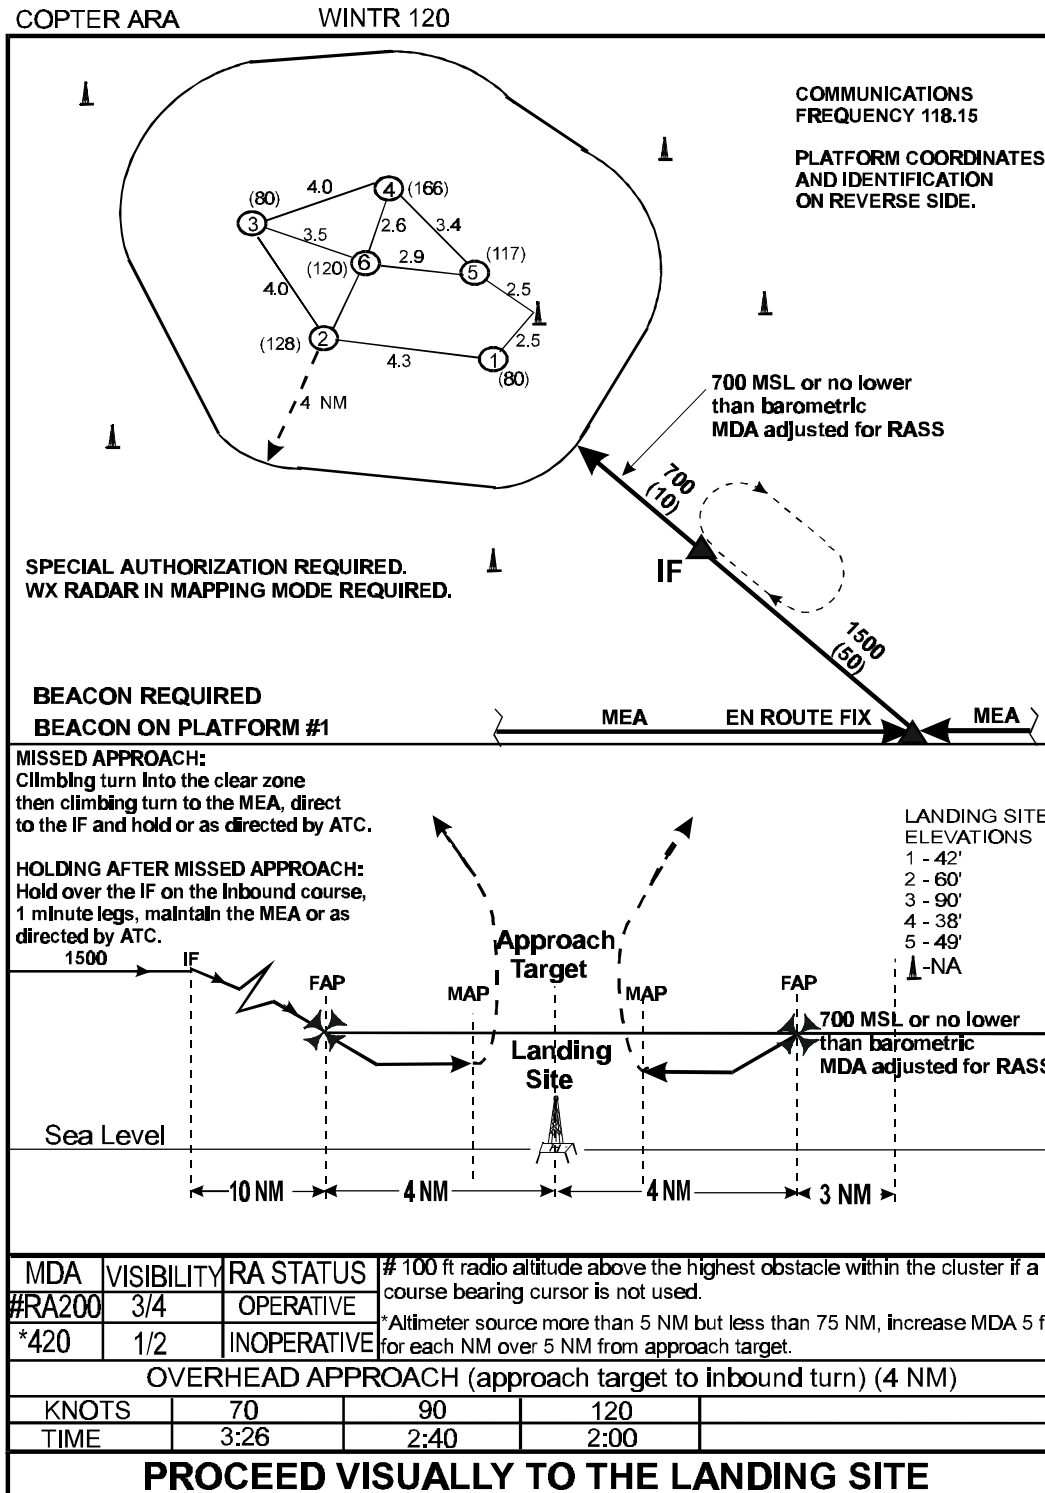 COPTER ARA WINTR 120
COMMUNICATIONS
FREQUENCY 118.15
PLATFORM COORDINATES
AND IDENTIFICATION
ON REVERSE SIDE.
4.0
4
(166)
(80)
3
2.6
3.4
3.5
6
2.9
(117)
(120)
5
4.0
2.5
2
(128)
2.5
4.3
1
(80)
4 NM
700 MSL or no lower
than barometric
MDA adjusted for RASS
700
(10)
IF
SPECIAL AUTHORIZATION REQUIRED.
WX RADAR IN MAPPING MODE REQUIRED.
1500
(50)
BEACON REQUIRED
BEACON ON PLATFORM #1
MEA EN ROUTE FIX MEA
MISSED APPROACH:
Climbing turn into the clear zone
then climbing turn to the MEA, direct
to the IF and hold or as directed by ATC.
HOLDING AFTER MISSED APPROACH:
Hold over the IF on the inbound course,
1 minute legs, maintain the MEA or as
directed by ATC.
LANDING SITE
ELEVATIONS
1 - 42'
2 - 60'
3 - 90'
4 - 38'
5 - 49'
-NA
1500 IF
FAP
MAP
Approach
Target
MAP
FAP
700 MSL or no lower
than barometric
MDA adjusted for RASS
Landing
Site
Sea Level
10 NM 4 NM 4 NM 3 NM
MDA VISIBILITY RA STATUS
#RA200 3/4 OPERATIVE
*420 1/2 INOPERATIVE
# 100 ft radio altitude above the highest obstacle within the cluster if a
course bearing cursor is not used.
*Altimeter source more than 5 NM but less than 75 NM, increase MDA 5 f
for each NM over 5 NM from approach target.
OVERHEAD APPROACH (approach target to inbound turn) (4 NM)
KNOTS 70 90 120
TIME 3:26 2:40 2:00
PROCEED VISUALLY TO THE LANDING SITE